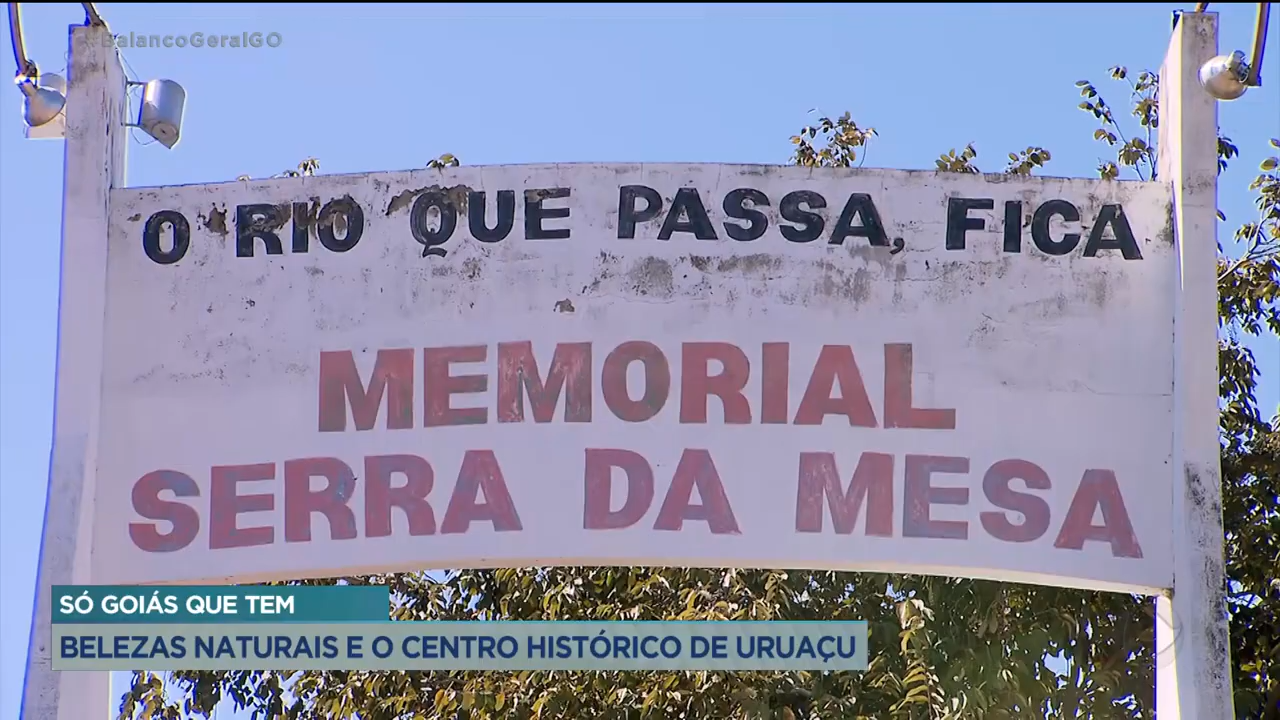 #BalancoGeralGO
O RIO QUE PASSA, FICA
MEMORIAL
SERRA DA MESA
SÓ GOIÁS QUE TEM
BELEZAS NATURAIS E O CENTRO HISTÓRICO DE URUAÇU